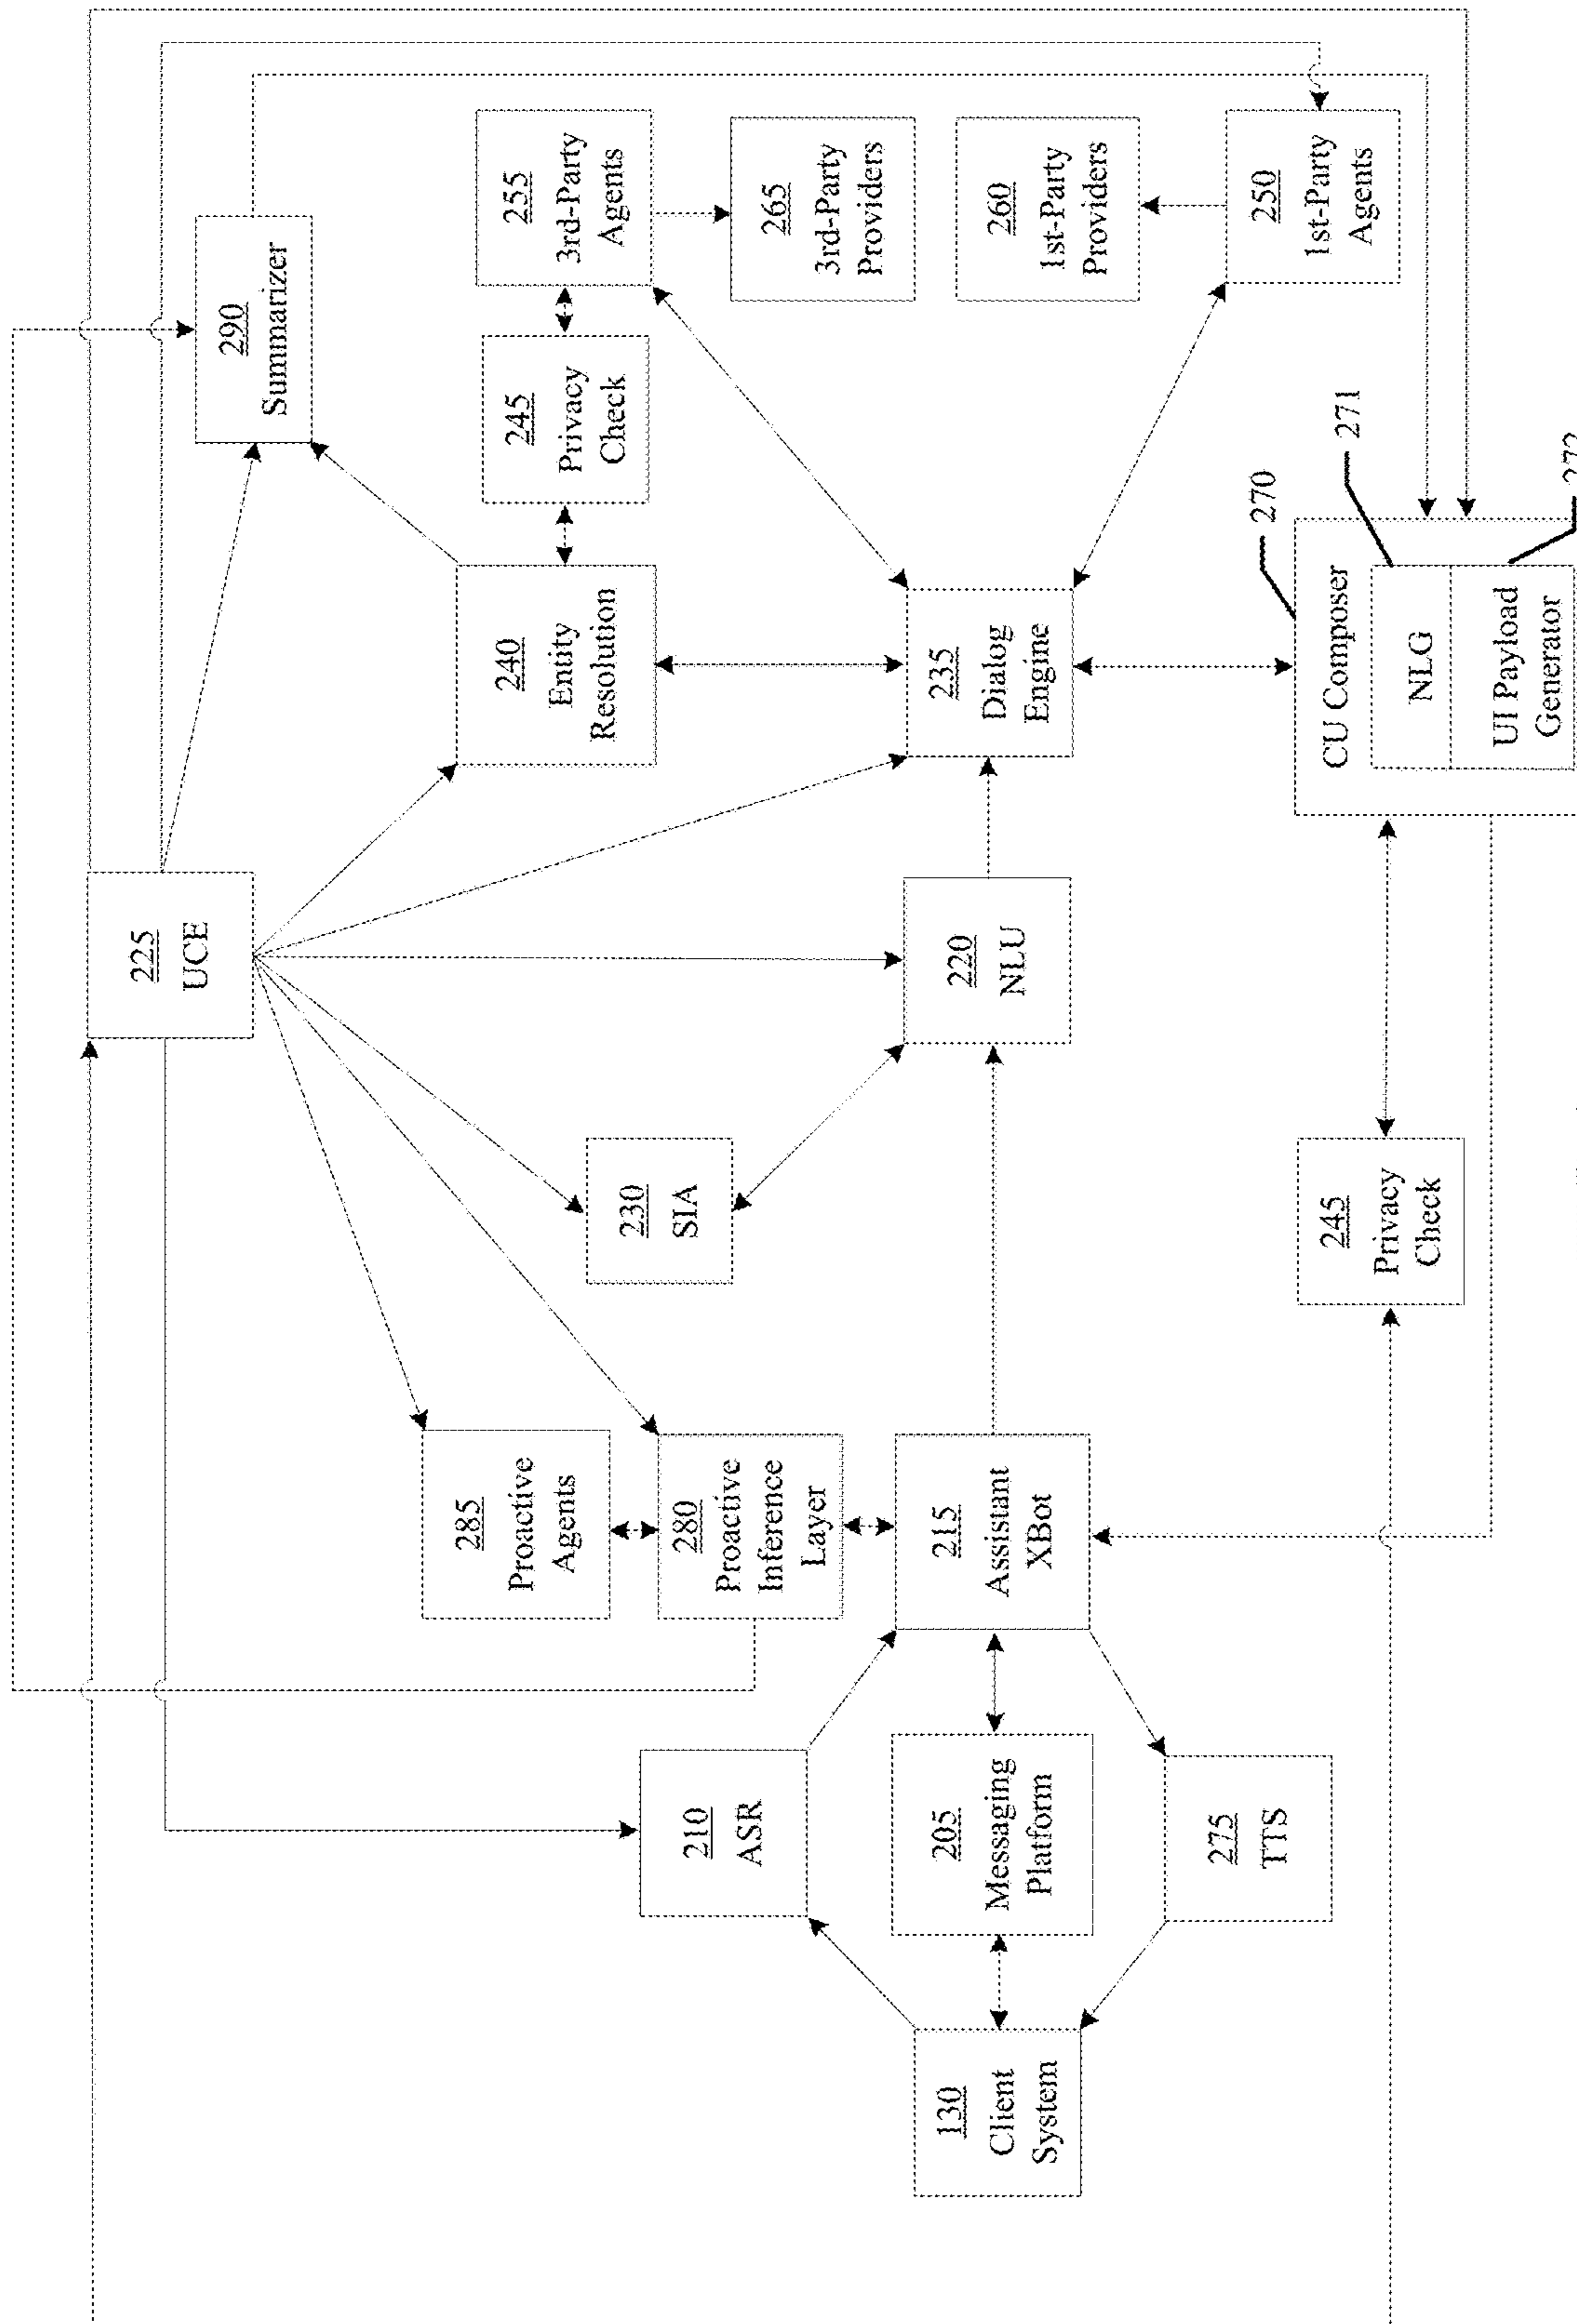 225
UCE
290
Summarizer
285
Proactive
Agents
240
Entity
Resolution
245
Privacy
Check
255
3rd-Party
Agents
230
SIA
280
Proactive
Inference
Layer
210
ASR
265
3rd-Party
Providers
130
Client
System
205
Messaging
Platform
215
Assistant
XBot
220
NLU
235
Dialog
Engine
260
1st-Party
Providers
275
TTS
250
1st-Party
Agents
245
Privacy
Check
270
CU Composer
271
NLG
272
UI Payload
Generator